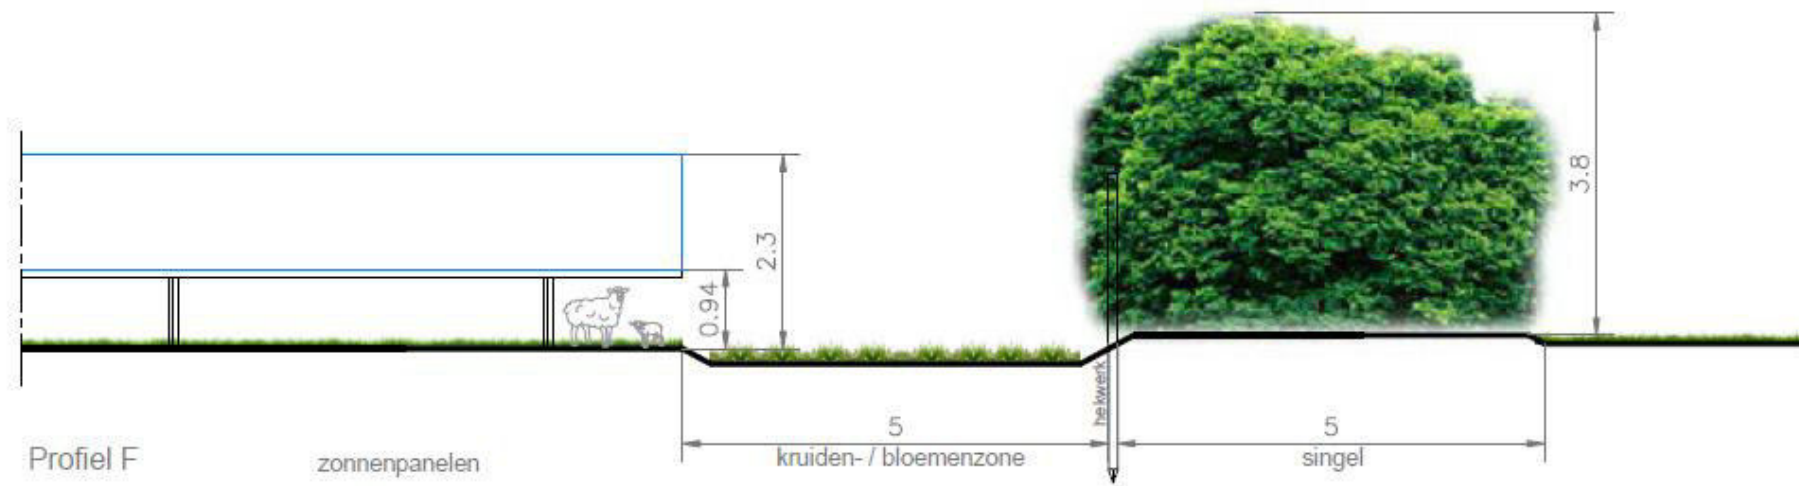 3.8
2.3
0.94
hekwerk
5
5
kruiden- / bloemenzone
singel
Profiel F
zonnenpanelen